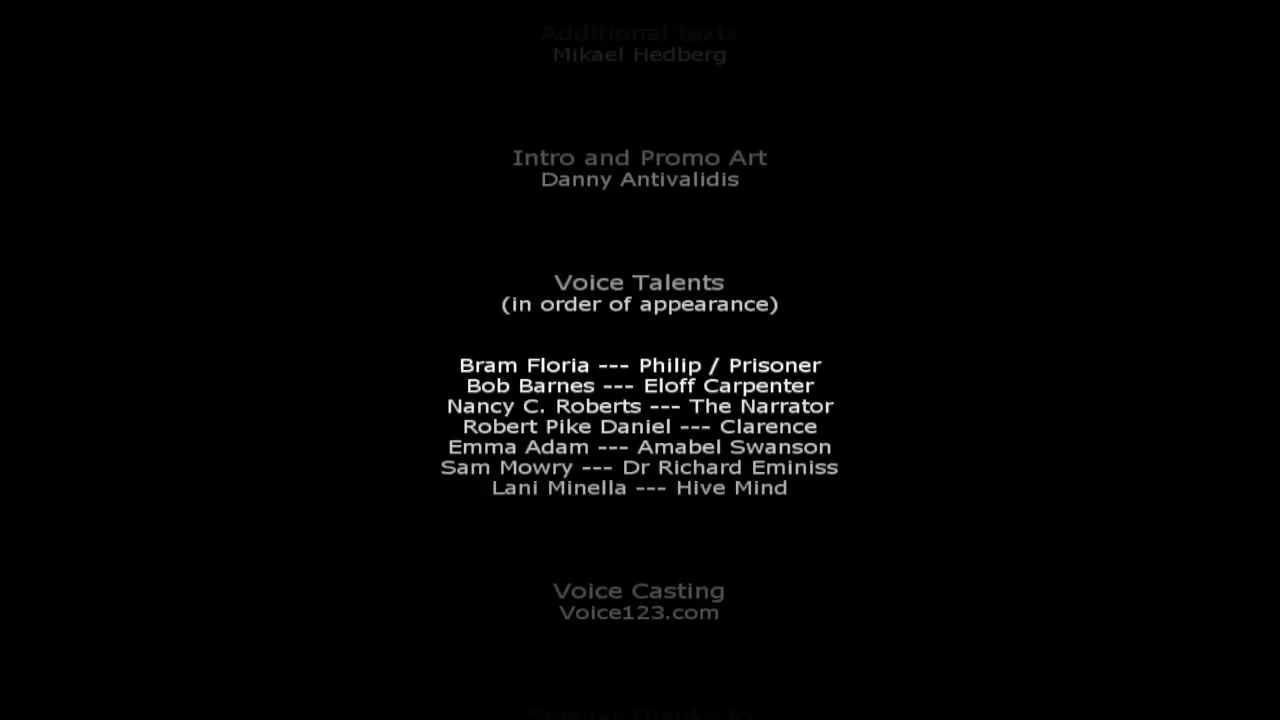 Additional texts
Mikael Hedberg
Intro and Promo Art
Danny Antivalidis
Voice Talents
(in order of appearance)
Bram Floria --- Philip / Prisoner
Bob Barnes --- Eloff Carpenter
Nancy C. Roberts --- The Narrator
Robert Pike Daniel --- Clarence
Emma Adam --- Amabel Swanson
Sam Mowry --- Dr Richard Eminiss
Lani Minella --- Hive Mind
Voice Casting
Voice123.com